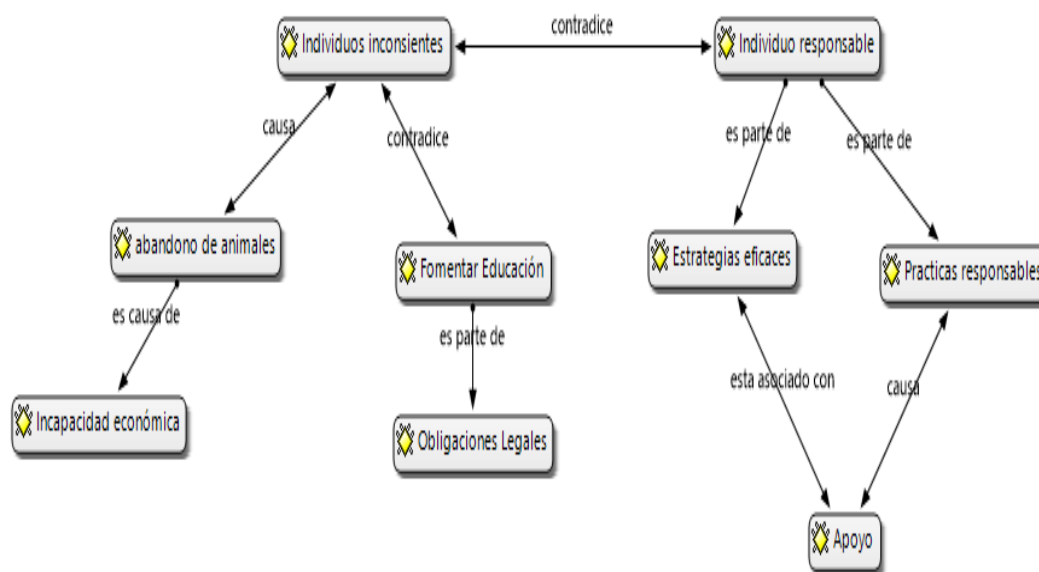 contradice
Individuos inconsientes
Individuo responsable
causa
contradice
es parte de
es parte de
abandono de animales
Fomentar Educación
Estrategias eficaces
Practicas responsables
es causa de
es parte de
esta asociado con
causa
Incapacidad económica
Obligaciones Legales
Apoyo